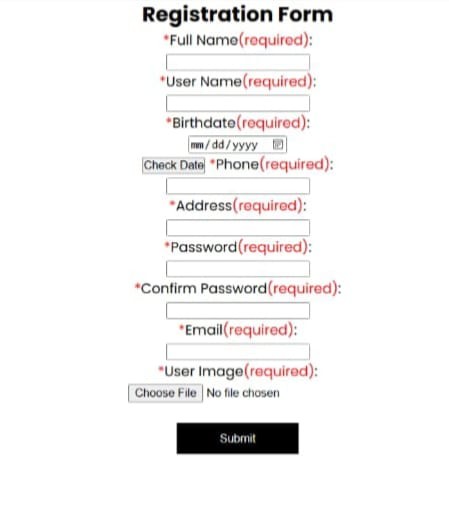 Registration Form
*Full Name(required):
*User Name(required):
*Birthdate(required):
mm/dd/yyyy
Check Date *Phone(required):
*Address(required):
*Password(required):
*Confirm Password(required):
*Email(required):
*User Image(required):
Choose File No file chosen
Submit